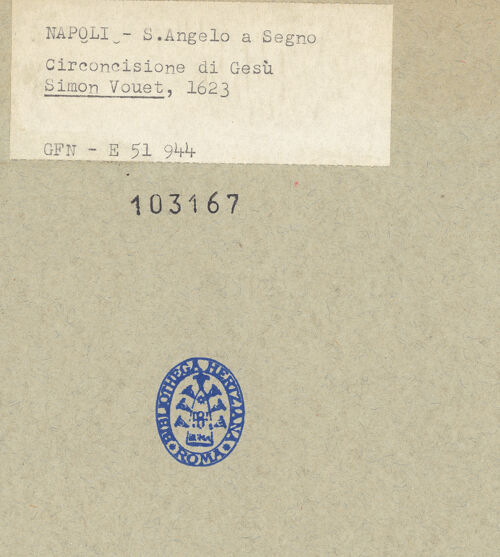 NAPOLI - S.Angelo a Segno
Circoncisione di Gesù
Simon Vouet, 1623
GFN - E 51 944
103167
BIBLIOTHECA HERTZIANA
ROMA